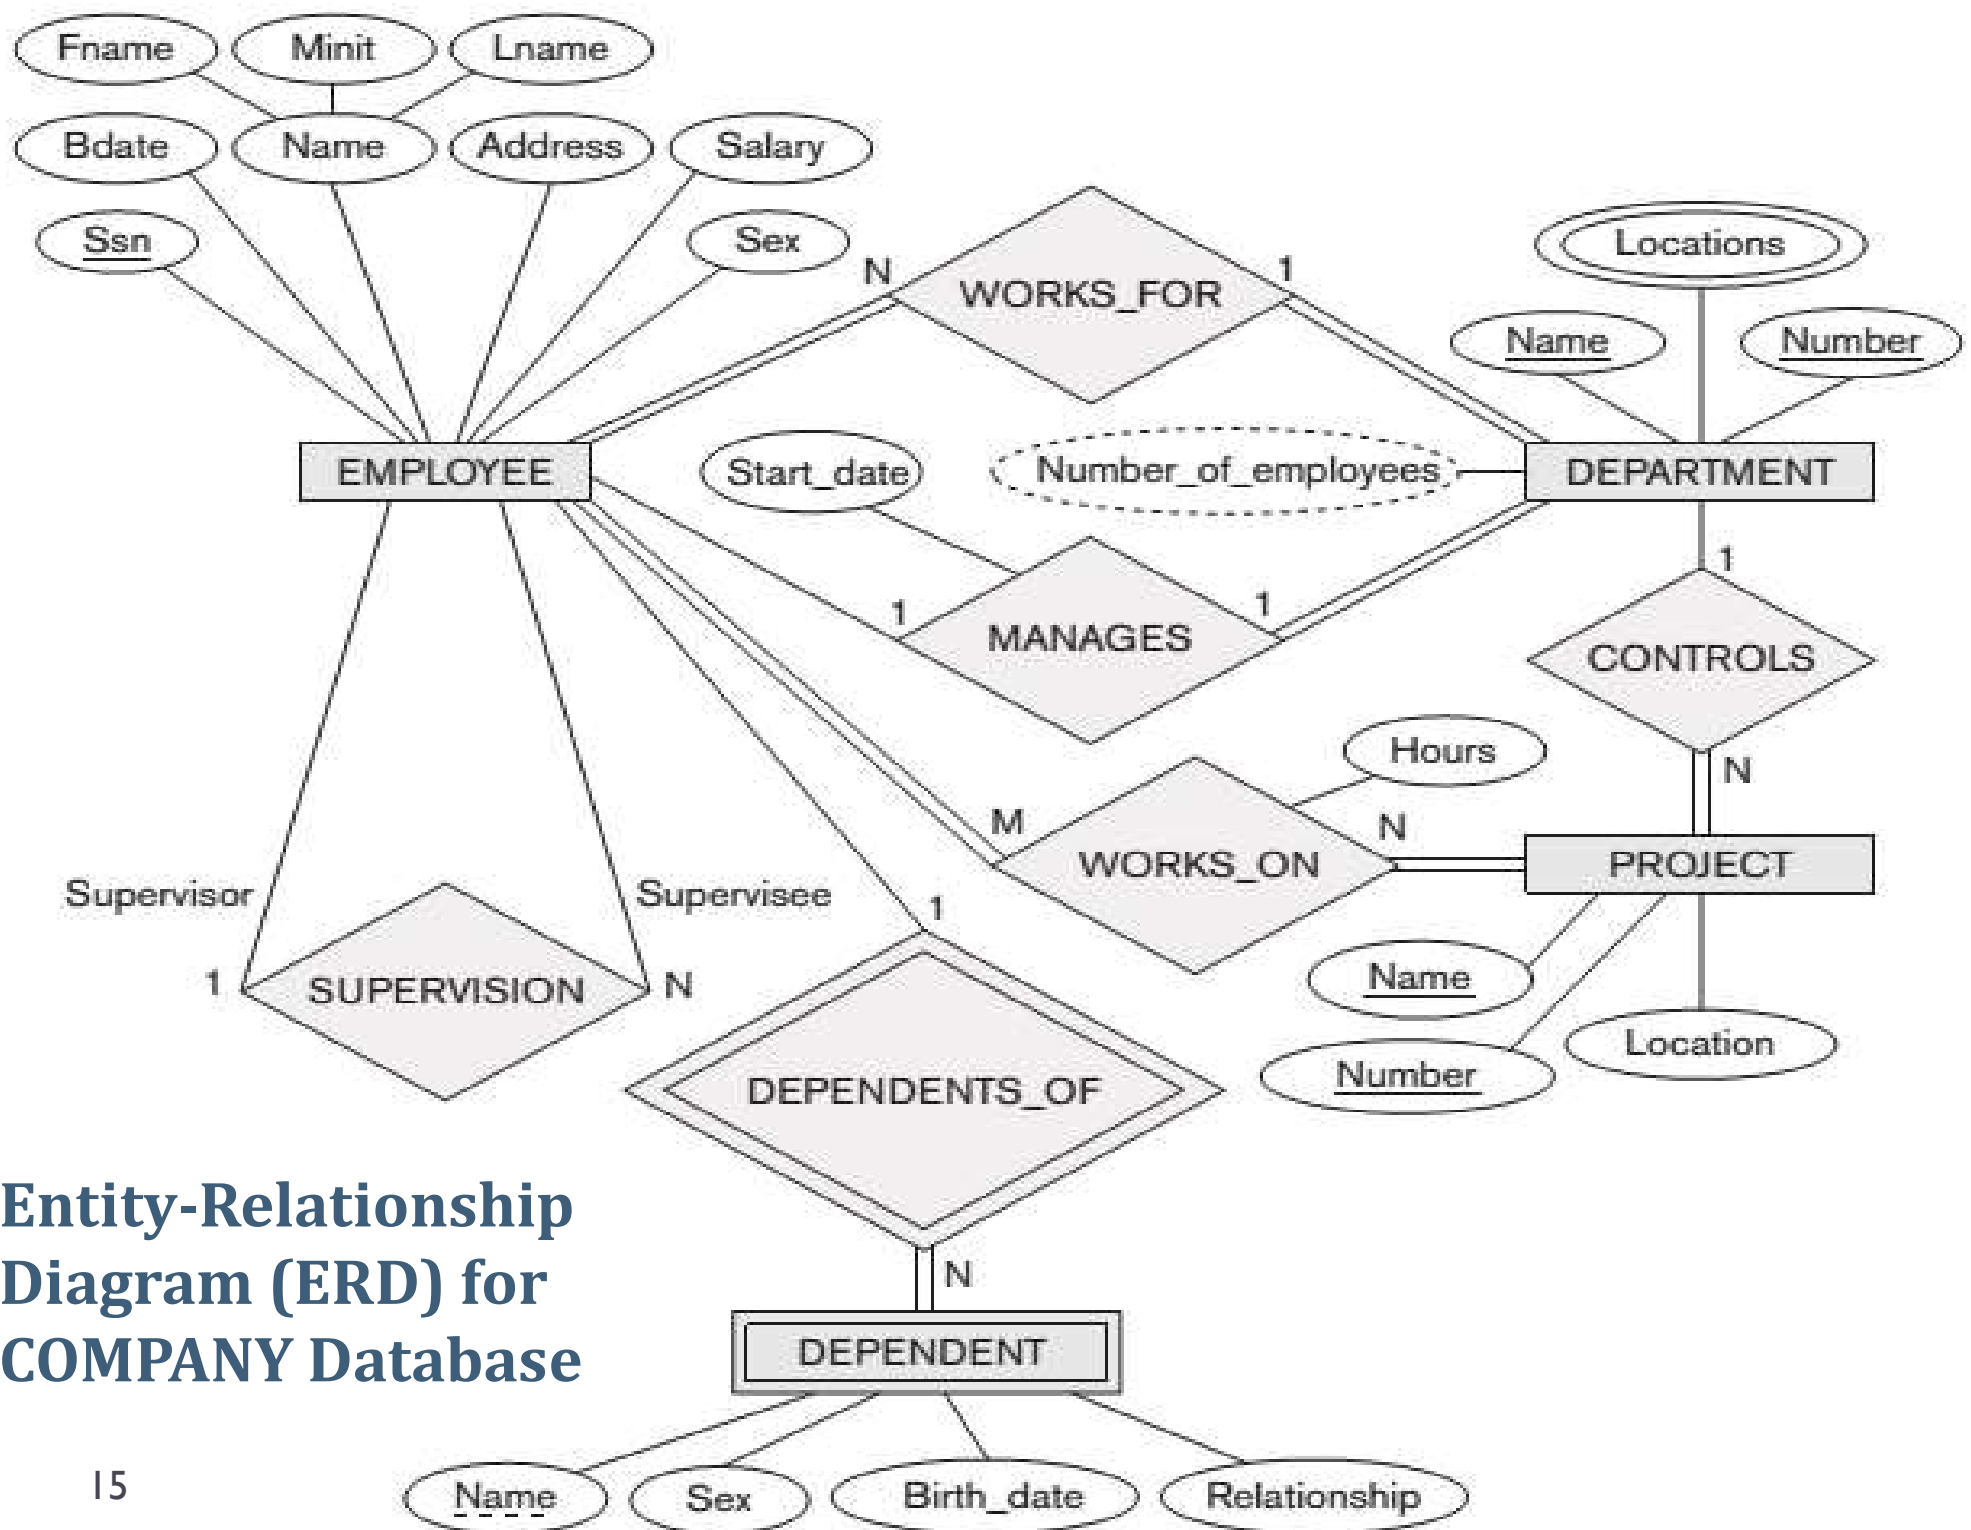 Fname
Minit
Lname
Bdate
Name
Address
Salary
Ssn
Sex
N
WORKS_FOR
1
Locations
Name
Number
EMPLOYEE
Start_date
Number_of_employees
DEPARTMENT
1
MANAGES
1
1
CONTROLS
N
Hours
M
WORKS_ON
N
PROJECT
Supervisor
Supervisee
1
1
SUPERVISION
N
Name
Number
Location
DEPENDENTS_OF
N
DEPENDENT
Name
Sex
Birth_date
Relationship
Entity-Relationship
Diagram (ERD) for
COMPANY Database
15